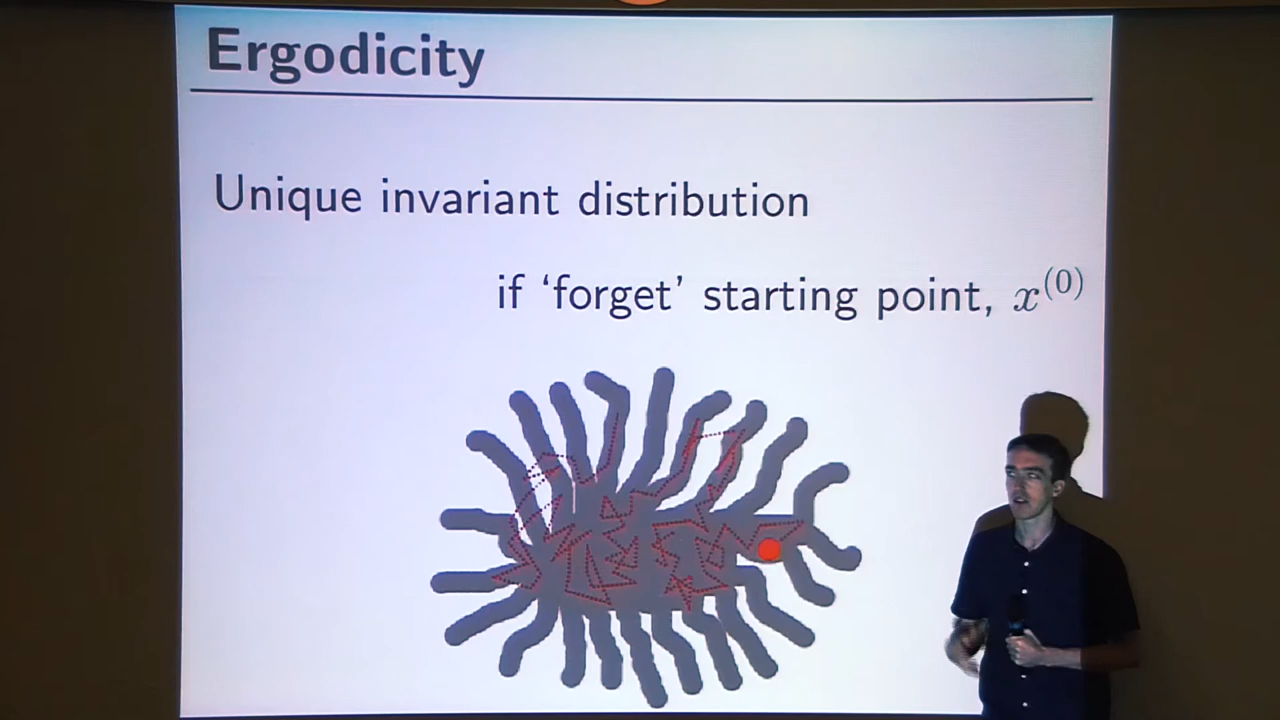 Ergodicity
Unique invariant distribution
if ‘forget’ starting point, x⁽⁰⁾